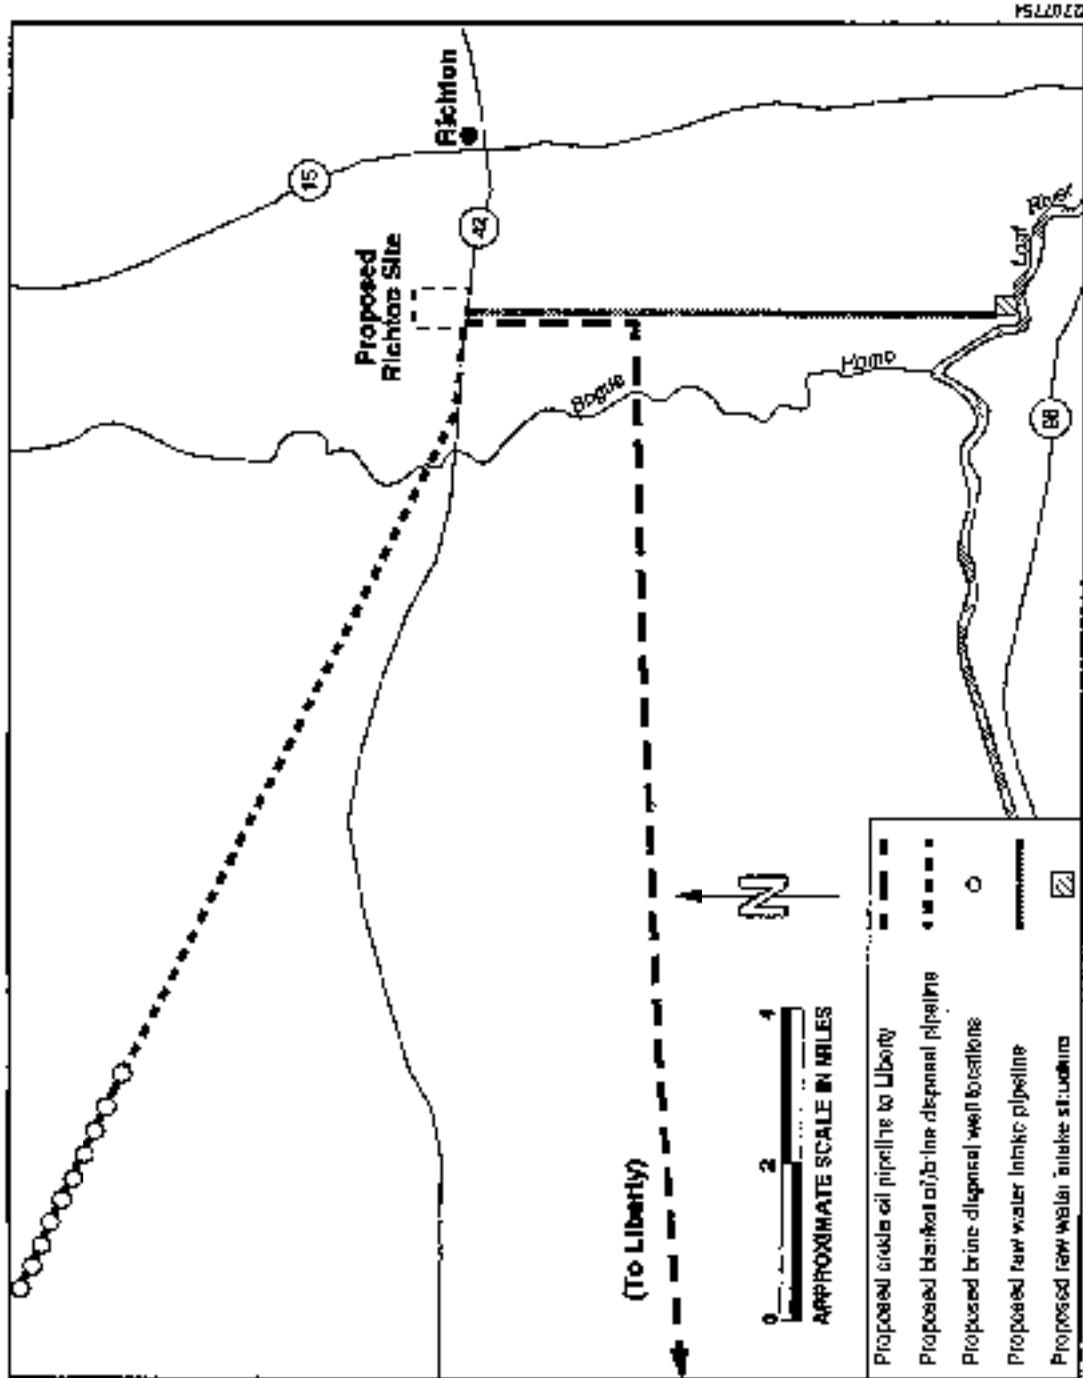 2707754
Richton
15
42
Proposed
Richton Site
Bogue
Homo
Leaf
River
98
(To Liberty)
N
0 2 4
APPROXIMATE SCALE IN MILES
Proposed crude oil pipeline to Liberty
Proposed blanket oil/brine disposal pipeline
Proposed brine disposal well locations
Proposed raw water intake pipeline
Proposed raw water intake structure